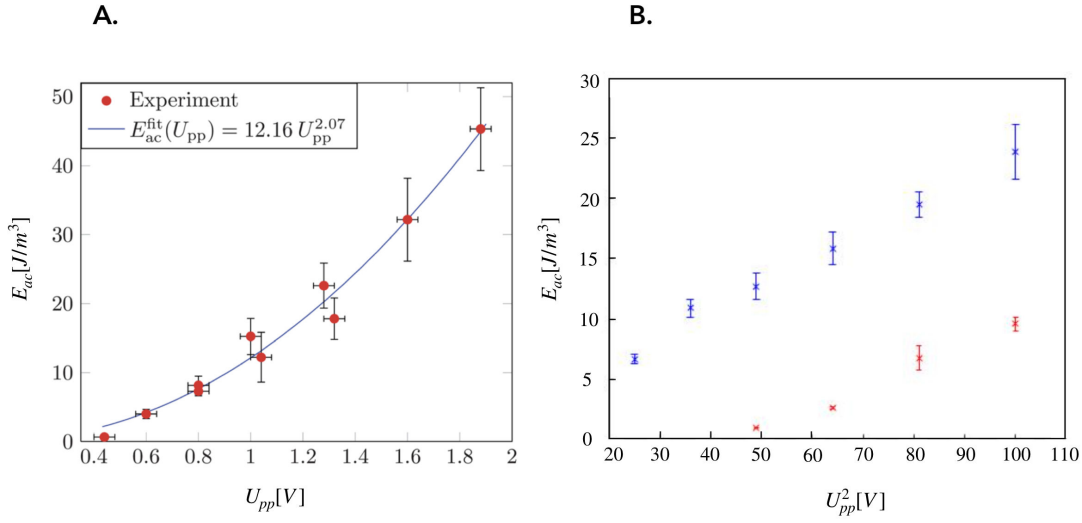 A.
Experiment
E_ac^fit(U_pp) = 12.16 U_pp^2.07
50
40
30
20
10
0
E_ac[J/m^3]
0.4 0.6 0.8 1 1.2 1.4 1.6 1.8 2
U_pp[V]
B.
30
25
20
15
10
5
0
E_ac[J/m^3]
20 30 40 50 60 70 80 90 100 110
U_pp^2[V]